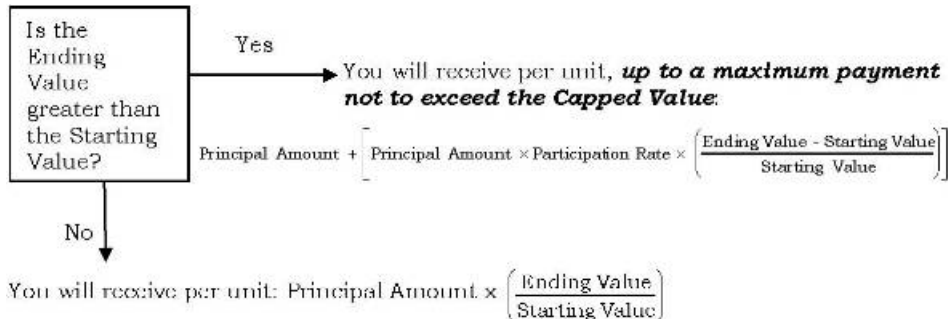 Is the
Ending
Value
greater than
the Starting
Value?
Yes
You will receive per unit, up to a maximum payment
not to exceed the Capped Value:
Principal Amount + [ Principal Amount × Participation Rate × ( Ending Value - Starting Value
Starting Value ) ]
No
You will receive per unit: Principal Amount x ( Ending Value
Starting Value )